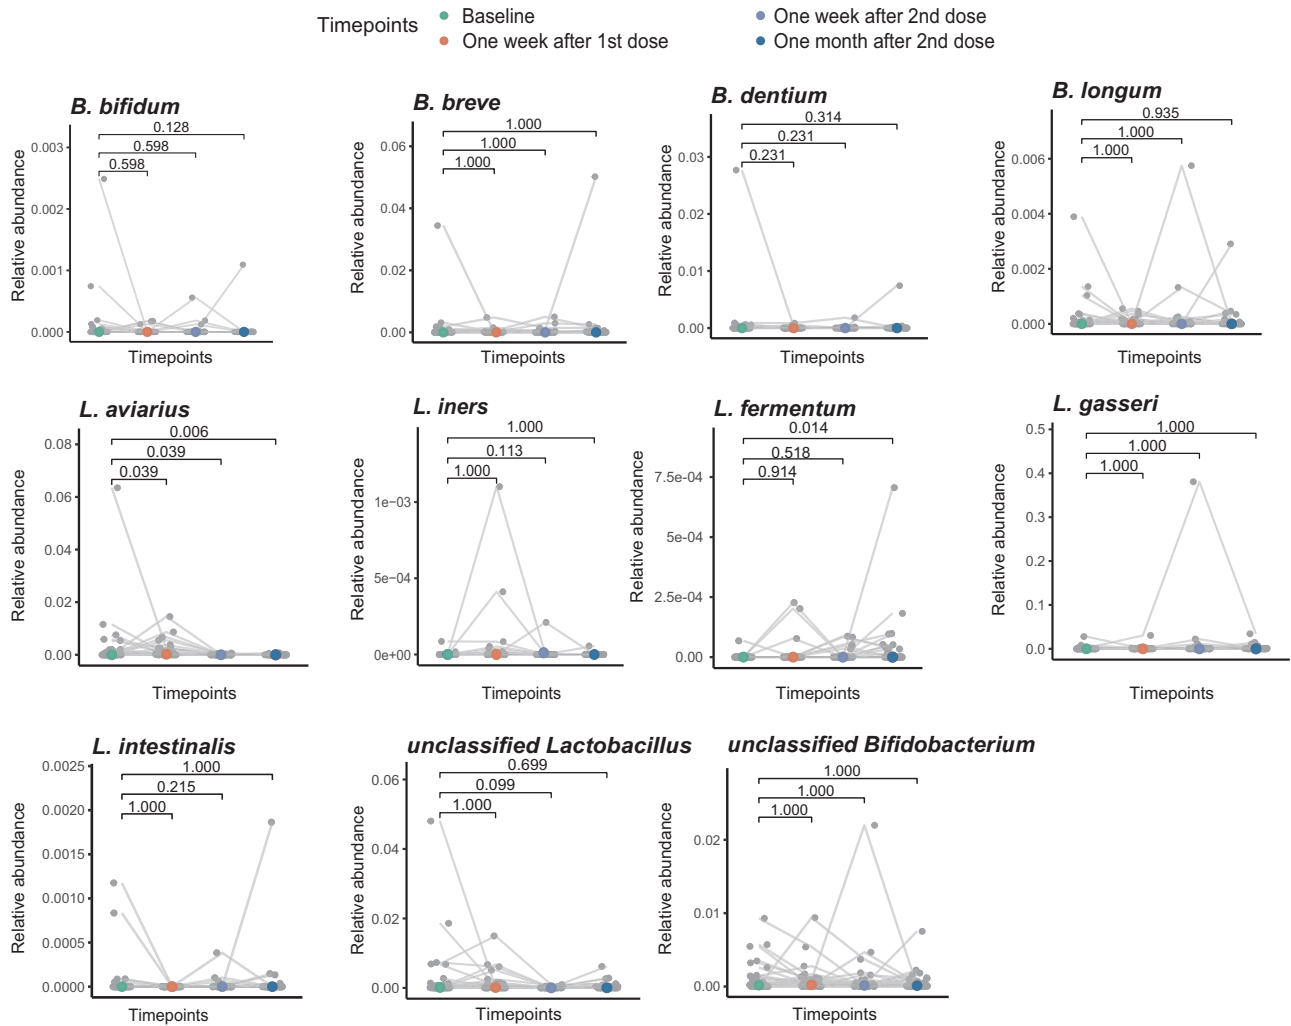 Timepoints
Baseline
One week after 1st dose
One week after 2nd dose
One month after 2nd dose
B. bifidum
Relative abundance
0.003
0.002
0.001
0.000
0.128
0.598
0.598
Timepoints
B. breve
Relative abundance
0.06
0.04
0.02
0.00
1.000
1.000
1.000
Timepoints
B. dentium
Relative abundance
0.03
0.02
0.01
0.00
0.314
0.231
0.231
Timepoints
B. longum
Relative abundance
0.006
0.004
0.002
0.000
0.935
1.000
1.000
Timepoints
L. aviarius
Relative abundance
0.08
0.06
0.04
0.02
0.00
0.006
0.039
0.039
Timepoints
L. iners
Relative abundance
1e−03
5e−04
0e+00
1.000
0.113
1.000
Timepoints
L. fermentum
Relative abundance
7.5e−04
5e−04
2.5e−04
0.00
0.014
0.518
0.914
Timepoints
L. gasseri
Relative abundance
0.5
0.4
0.3
0.2
0.1
0.0
1.000
1.000
1.000
Timepoints
L. intestinalis
Relative abundance
0.0025
0.0020
0.0015
0.0010
0.0005
0.0000
1.000
0.215
1.000
Timepoints
unclassified Lactobacillus
Relative abundance
0.06
0.04
0.02
0.00
0.699
0.099
1.000
Timepoints
unclassified Bifidobacterium
Relative abundance
0.02
0.01
0.00
1.000
1.000
1.000
Timepoints